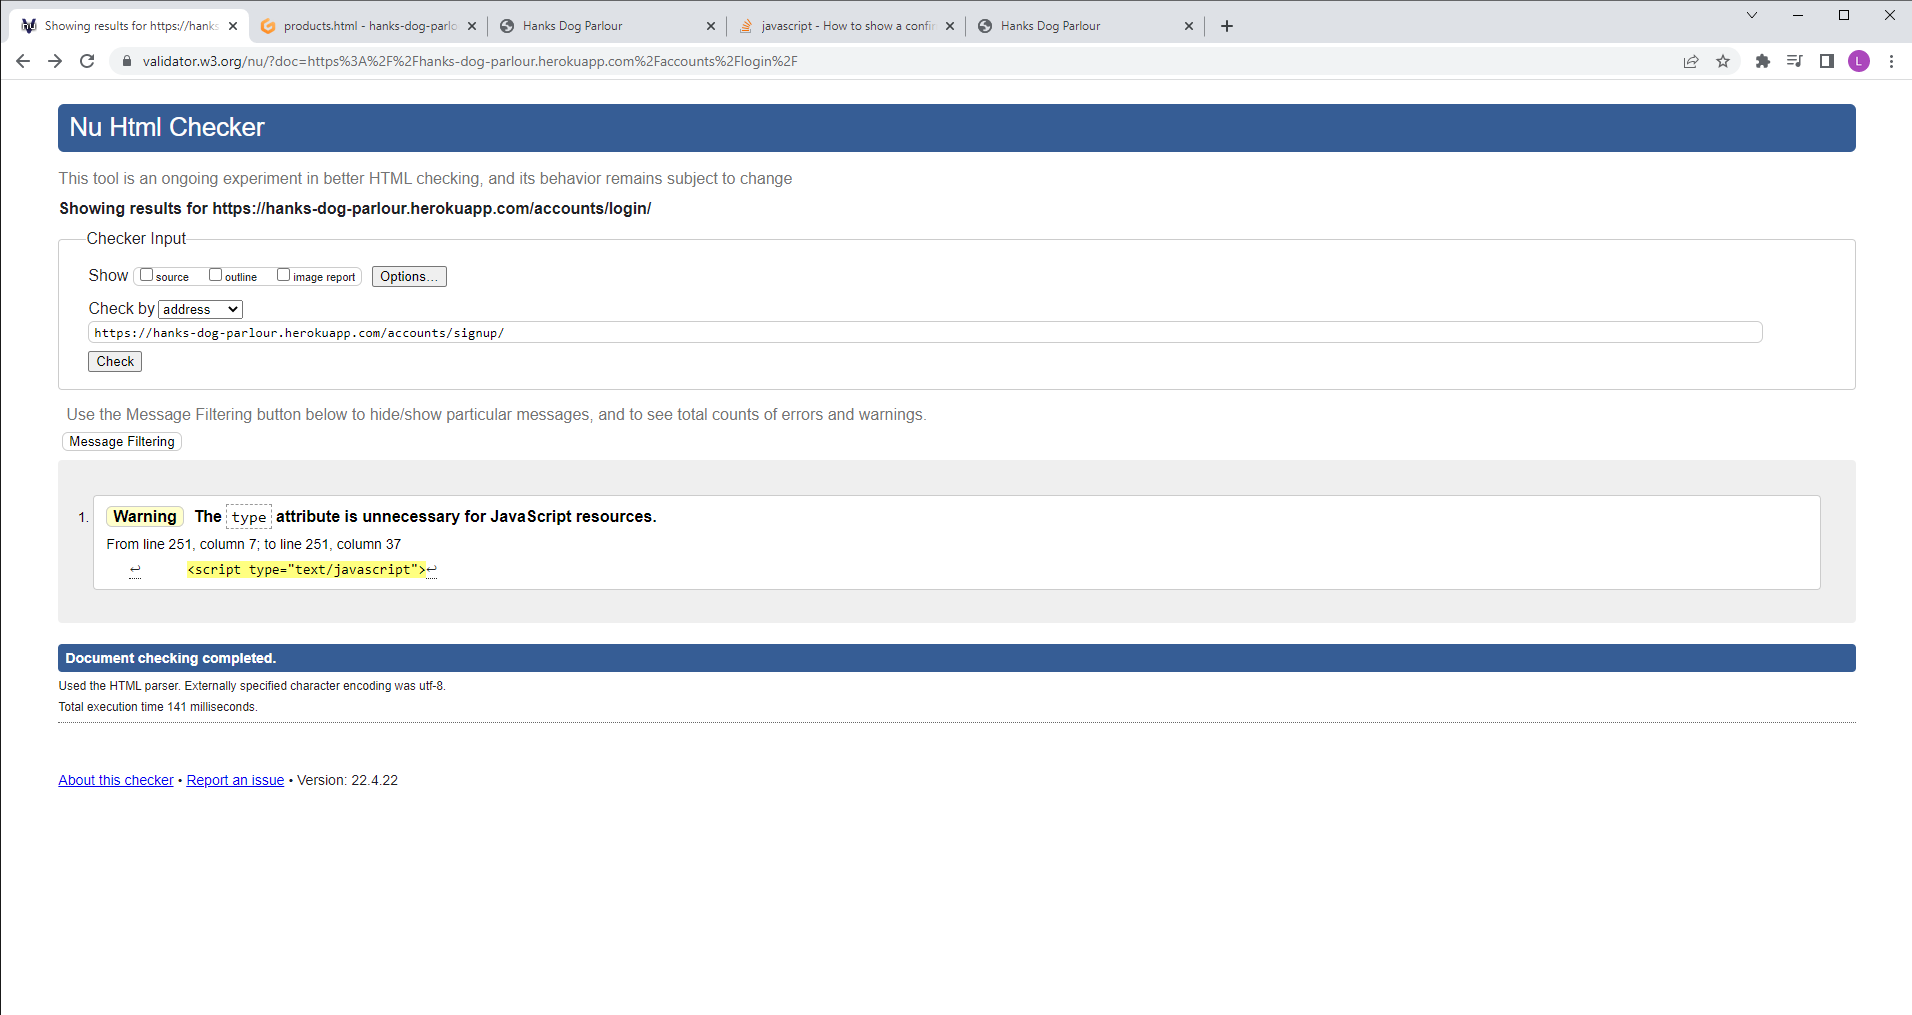 Showing results for https://hanks
products.html - hanks-dog-parlo
Hanks Dog Parlour
javascript - How to show a confir
Hanks Dog Parlour
validator.w3.org/nu/?doc=https%3A%2F%2Fhanks-dog-parlour.herokuapp.com%2Faccounts%2Flogin%2F
L
Nu Html Checker
This tool is an ongoing experiment in better HTML checking, and its behavior remains subject to change
Showing results for https://hanks-dog-parlour.herokuapp.com/accounts/login/
Checker Input
Show source outline image report Options...
Check by address
https://hanks-dog-parlour.herokuapp.com/accounts/signup/
Check
Use the Message Filtering button below to hide/show particular messages, and to see total counts of errors and warnings.
Message Filtering
1. Warning The type attribute is unnecessary for JavaScript resources.
From line 251, column 7; to line 251, column 37
↩ <script type="text/javascript">↩
Document checking completed.
Used the HTML parser. Externally specified character encoding was utf-8.
Total execution time 141 milliseconds.
About this checker • Report an issue • Version: 22.4.22